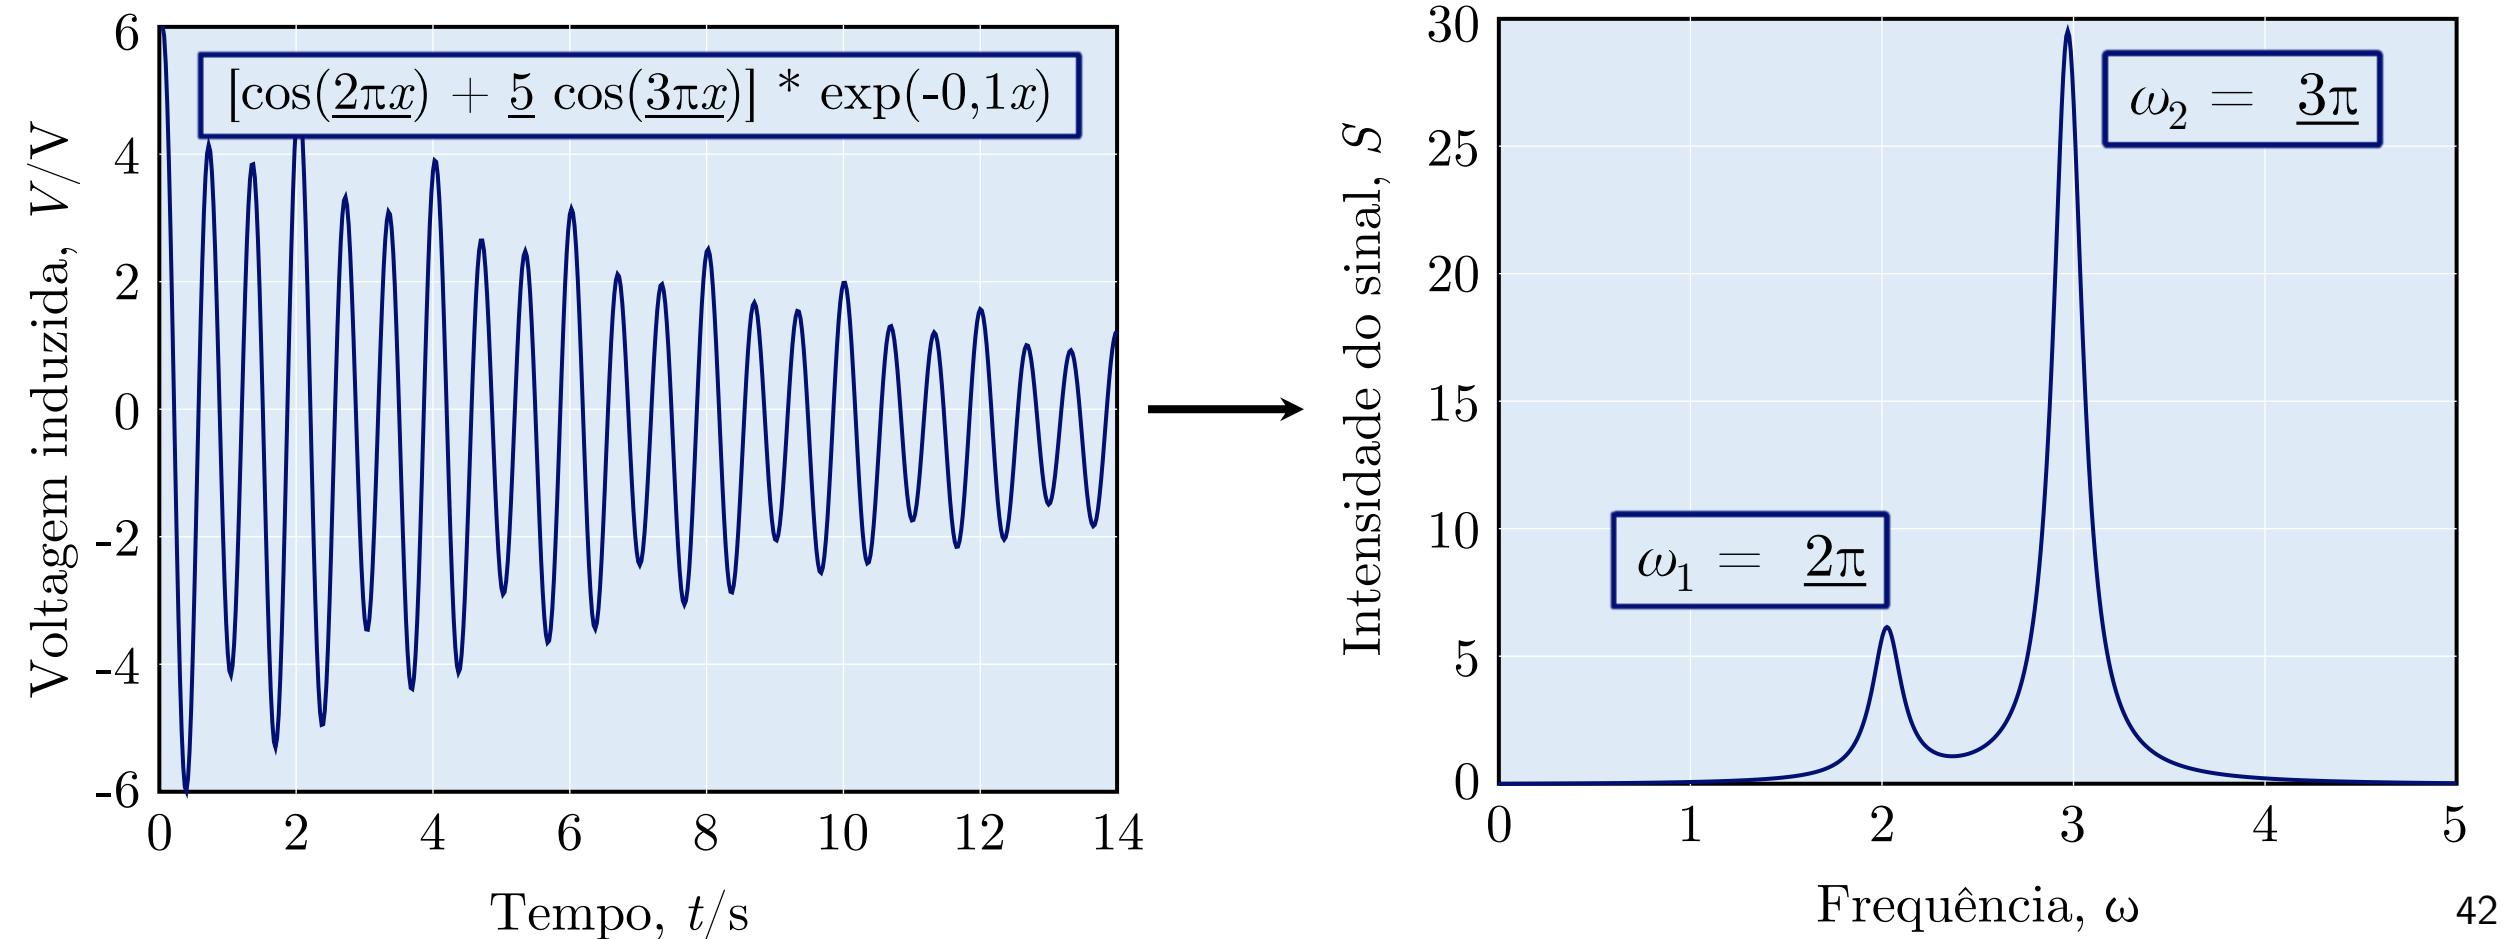 Voltagem induzida, V/V
6
4
2
0
-2
-4
-6
[cos(2πx) + 5 cos(3πx)] * exp(-0,1x)
0 2 4 6 8 10 12 14
Tempo, t/s
Intensidade do sinal, S
30
25
20
15
10
5
0
ω2 = 3π
ω1 = 2π
0 1 2 3 4 5
Frequência, ω
42